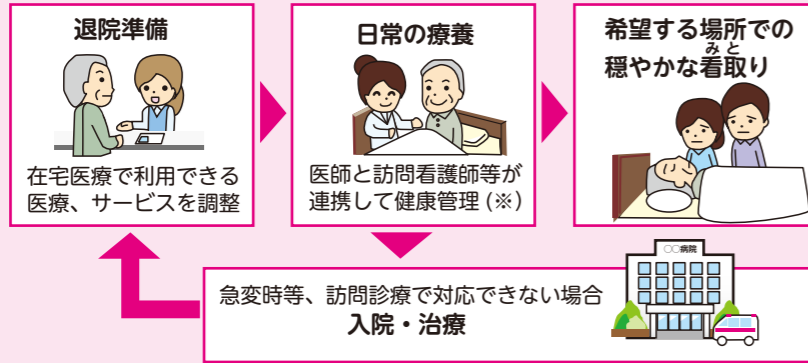 退院準備
在宅医療で利用できる
医療、サービスを調整
日常の療養
医師と訪問看護師等が
連携して健康管理(※)
希望する場所での
みと
穏やかな看取り
急変時等、訪問診療で対応できない場合
入院・治療
〇〇病院